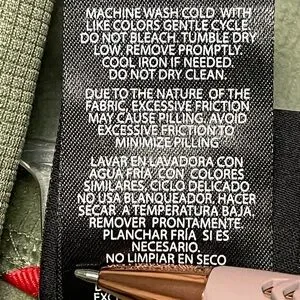 MACHINE WASH COLD WITH
LIKE COLORS GENTLE CYCLE.
DO NOT BLEACH. TUMBLE DRY
LOW. REMOVE PROMPTLY.
COOL IRON IF NEEDED.
DO NOT DRY CLEAN.
DUE TO THE NATURE OF THE
FABRIC, EXCESSIVE FRICTION
MAY CAUSE PILLING. AVOID
EXCESSIVE FRICTION TO
MINIMIZE PILLING
LAVAR EN LAVADORA CON
AGUA FRÍA CON COLORES
SIMILARES, CICLO DELICADO.
NO USA BLANQUEADOR. HACER
SECAR A TEMPERATURA BAJA.
REMOVER PRONTAMENTE.
PLANCHAR FRÍA SI ES
NECESARIO.
NO LIMPIAR EN SECO